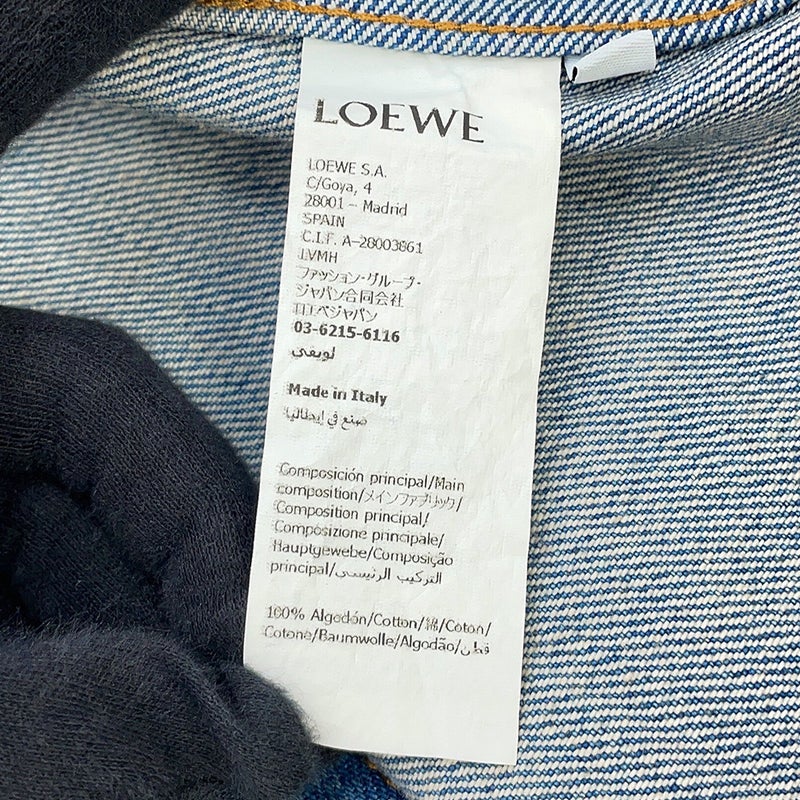 LOEWE
LOEWE S.A.
C/Goya, 4
28001 - Madrid
SPAIN
C.I.F. A-28003861
LVMH
ファッション・グループ・
ジャパン合同会社
ロエベジャパン
03-6215-6116
لويفي
Made in Italy
صنع في إيطاليا
Composición principal/Main
composition/メインファブリック/
Composition principal/
Composizione principale/
Hauptgewebe/Composição
principal/التركيب الرئيسي
100% Algodón/Cotton/綿/Coton/
Cotone/Baumwolle/Algodão/قطن